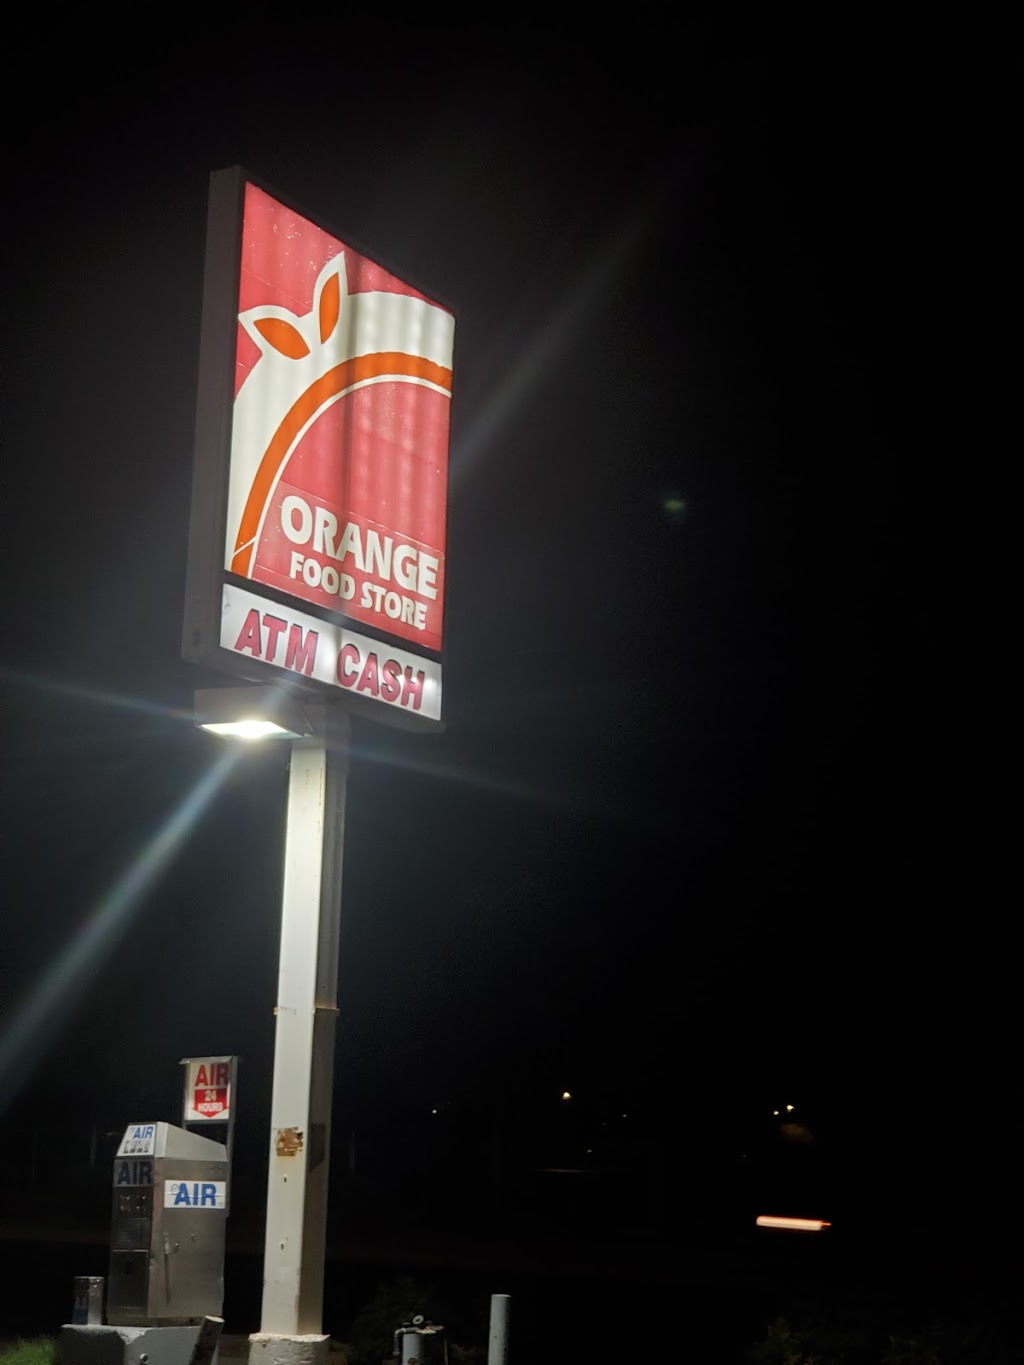 ORANGE
FOOD STORE
ATM CASH
AIR
24
HOURS
AIR
AIR
AIR